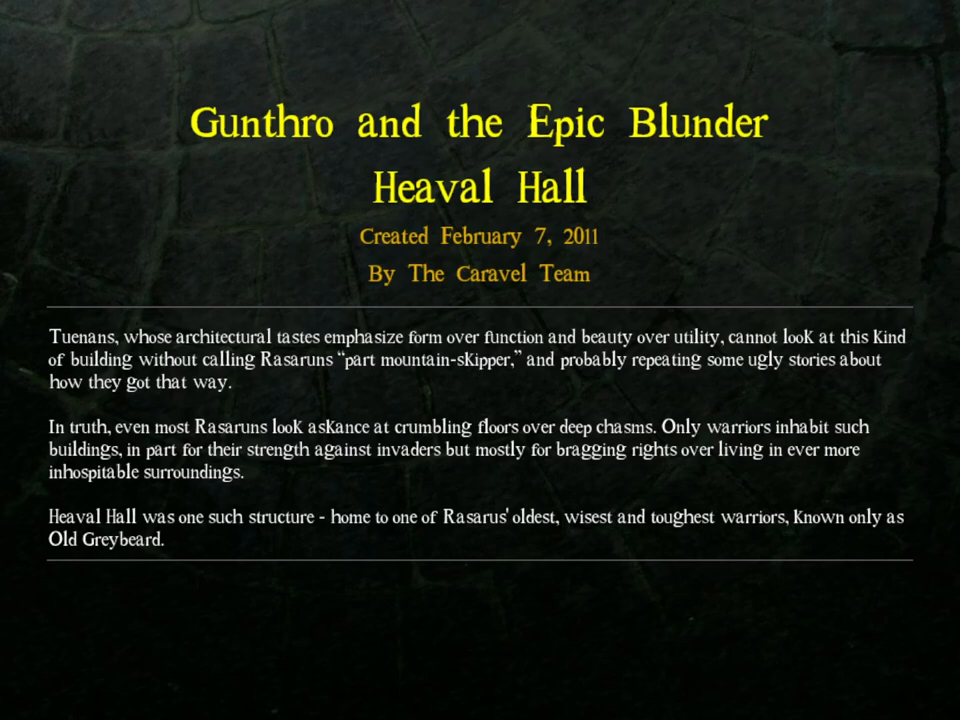 Gunthro and the Epic Blunder
Heaval Hall
Created February 7, 2011
By The Caravel Team
Tuenans, whose architectural tastes emphasize form over function and beauty over utility, cannot look at this kind
of building without calling Rasaruns “part mountain-skipper,” and probably repeating some ugly stories about
how they got that way.
In truth, even most Rasaruns look askance at crumbling floors over deep chasms. Only warriors inhabit such
buildings, in part for their strength against invaders but mostly for bragging rights over living in ever more
inhospitable surroundings.
Heaval Hall was one such structure - home to one of Rasarus' oldest, wisest and toughest warriors, known only as
Old Greybeard.